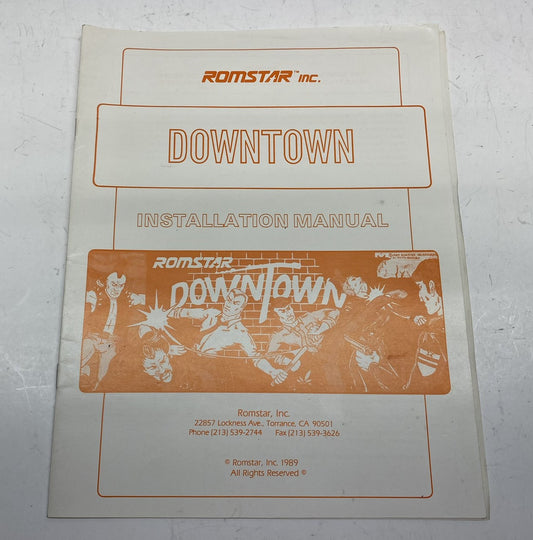 ROMSTAR™ INC.
DOWNTOWN
INSTALLATION MANUAL
ROMSTAR
DOWNTOWN
Romstar, Inc.
22857 Lockness Ave., Torrance, CA 90501
Phone (213) 539-2744 Fax (213) 539-3626
© Romstar, Inc. 1989
All Rights Reserved ©